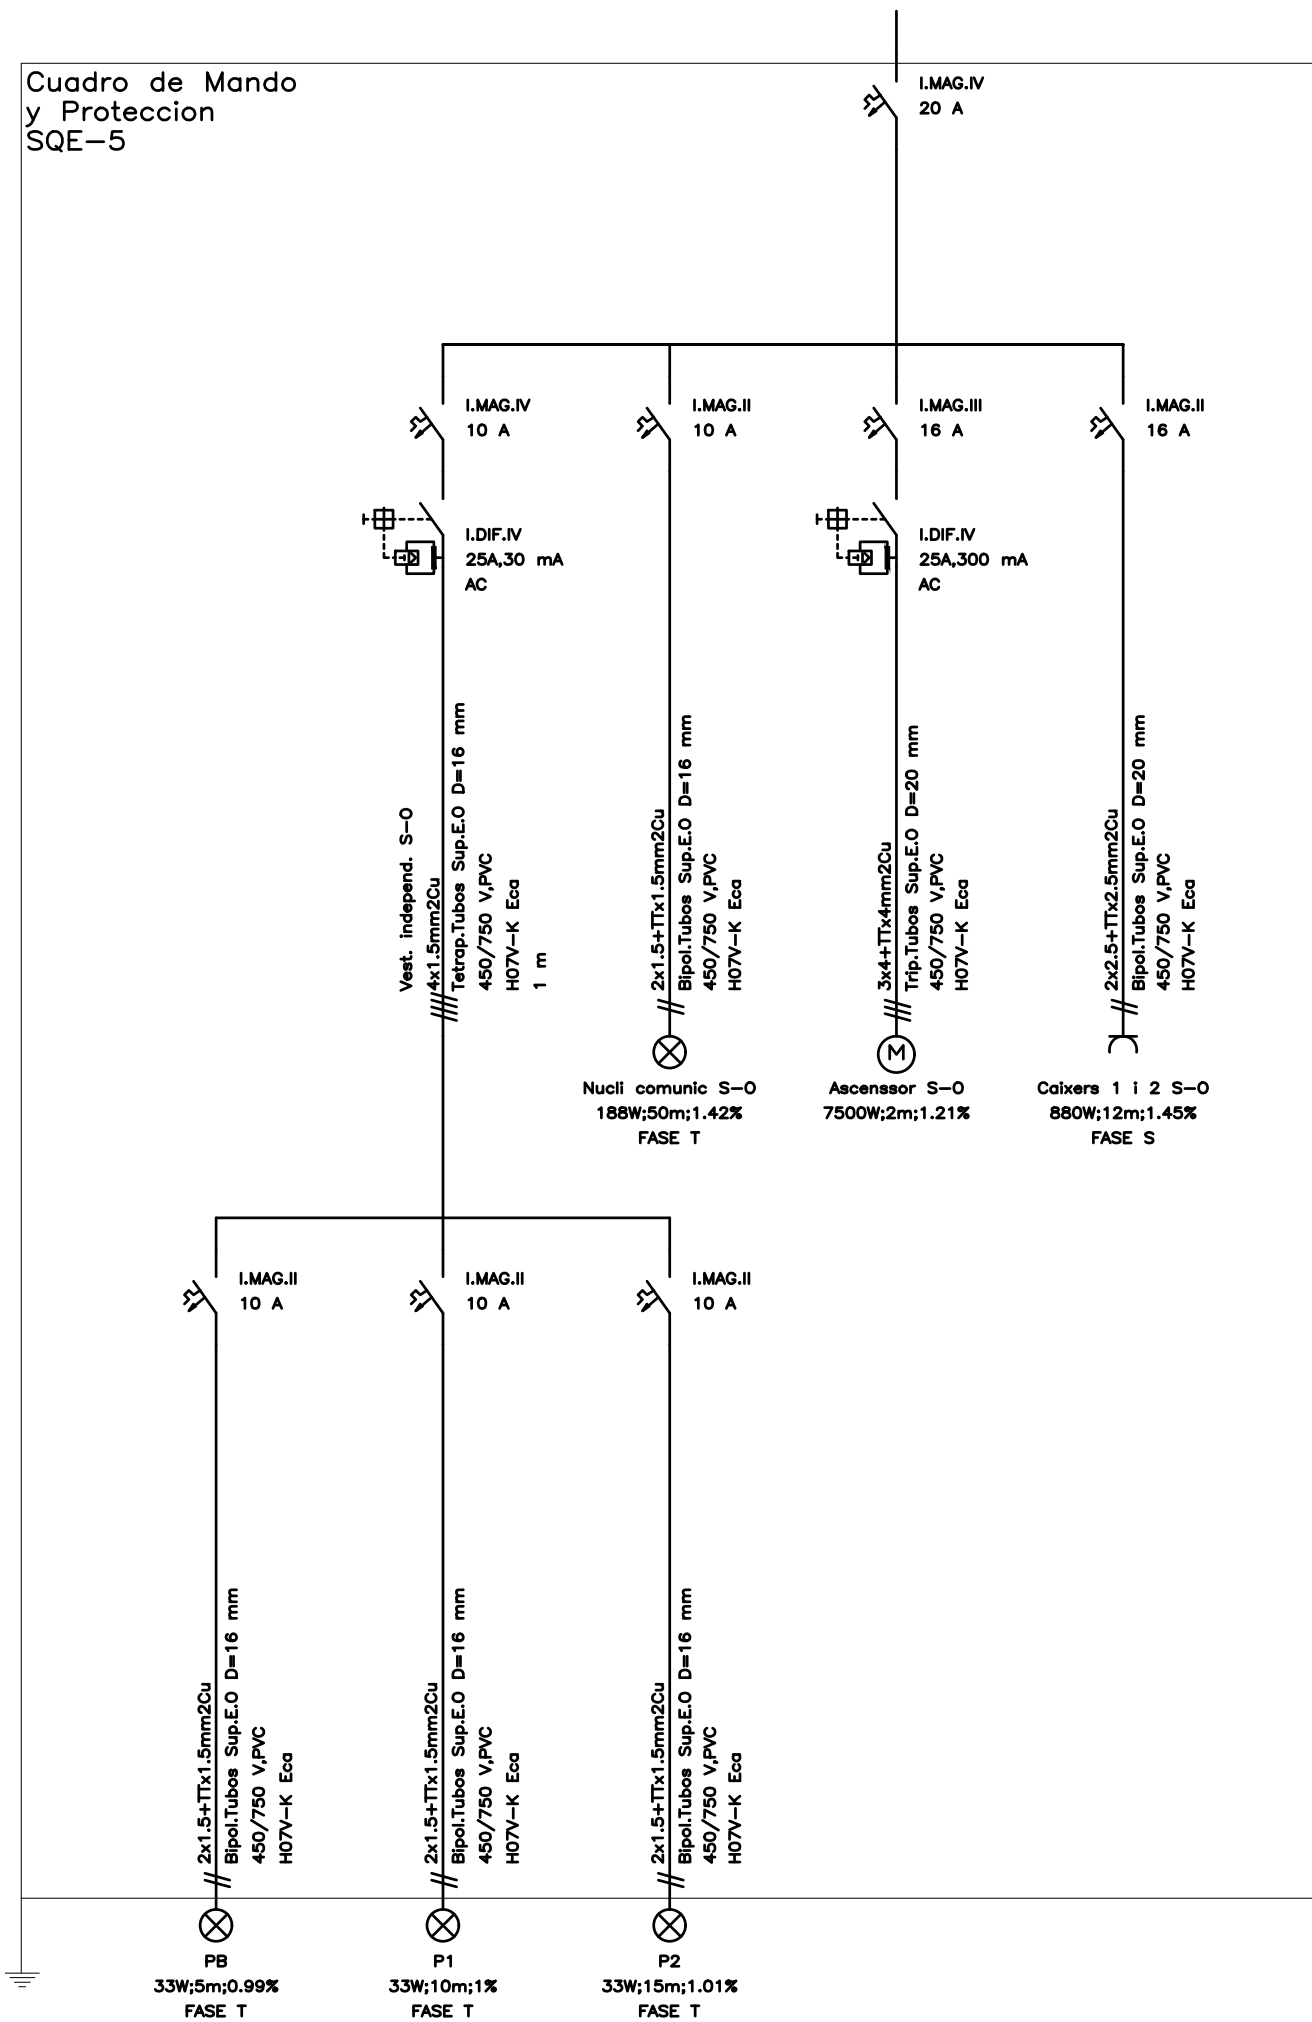 Cuadro de Mando
y Proteccion
SQE-5
I.MAG.IV
20 A
I.MAG.IV
10 A
I.MAG.II
10 A
I.MAG.III
16 A
I.MAG.II
16 A
I.DIF.IV
25A,30 mA
AC
I.DIF.IV
25A,300 mA
AC
Vest. independ. S-O
4x1.5mm2Cu
Tetrap.Tubos Sup.E.O D=16 mm
450/750 V,PVC
H07V-K Eca
1 m
2x1.5+TTx1.5mm2Cu
Bipol.Tubos Sup.E.O D=16 mm
450/750 V,PVC
H07V-K Eca
3x4+TTx4mm2Cu
Trip.Tubos Sup.E.O D=20 mm
450/750 V,PVC
H07V-K Eca
2x2.5+TTx2.5mm2Cu
Bipol.Tubos Sup.E.O D=20 mm
450/750 V,PVC
H07V-K Eca
Nucli comunic S-O
188W;50m;1.42%
FASE T
M
Ascenssor S-O
7500W;2m;1.21%
Caixers 1 i 2 S-O
880W;12m;1.45%
FASE S
I.MAG.II
10 A
I.MAG.II
10 A
I.MAG.II
10 A
2x1.5+TTx1.5mm2Cu
Bipol.Tubos Sup.E.O D=16 mm
450/750 V,PVC
H07V-K Eca
2x1.5+TTx1.5mm2Cu
Bipol.Tubos Sup.E.O D=16 mm
450/750 V,PVC
H07V-K Eca
2x1.5+TTx1.5mm2Cu
Bipol.Tubos Sup.E.O D=16 mm
450/750 V,PVC
H07V-K Eca
PB
33W;5m;0.99%
FASE T
P1
33W;10m;1%
FASE T
P2
33W;15m;1.01%
FASE T